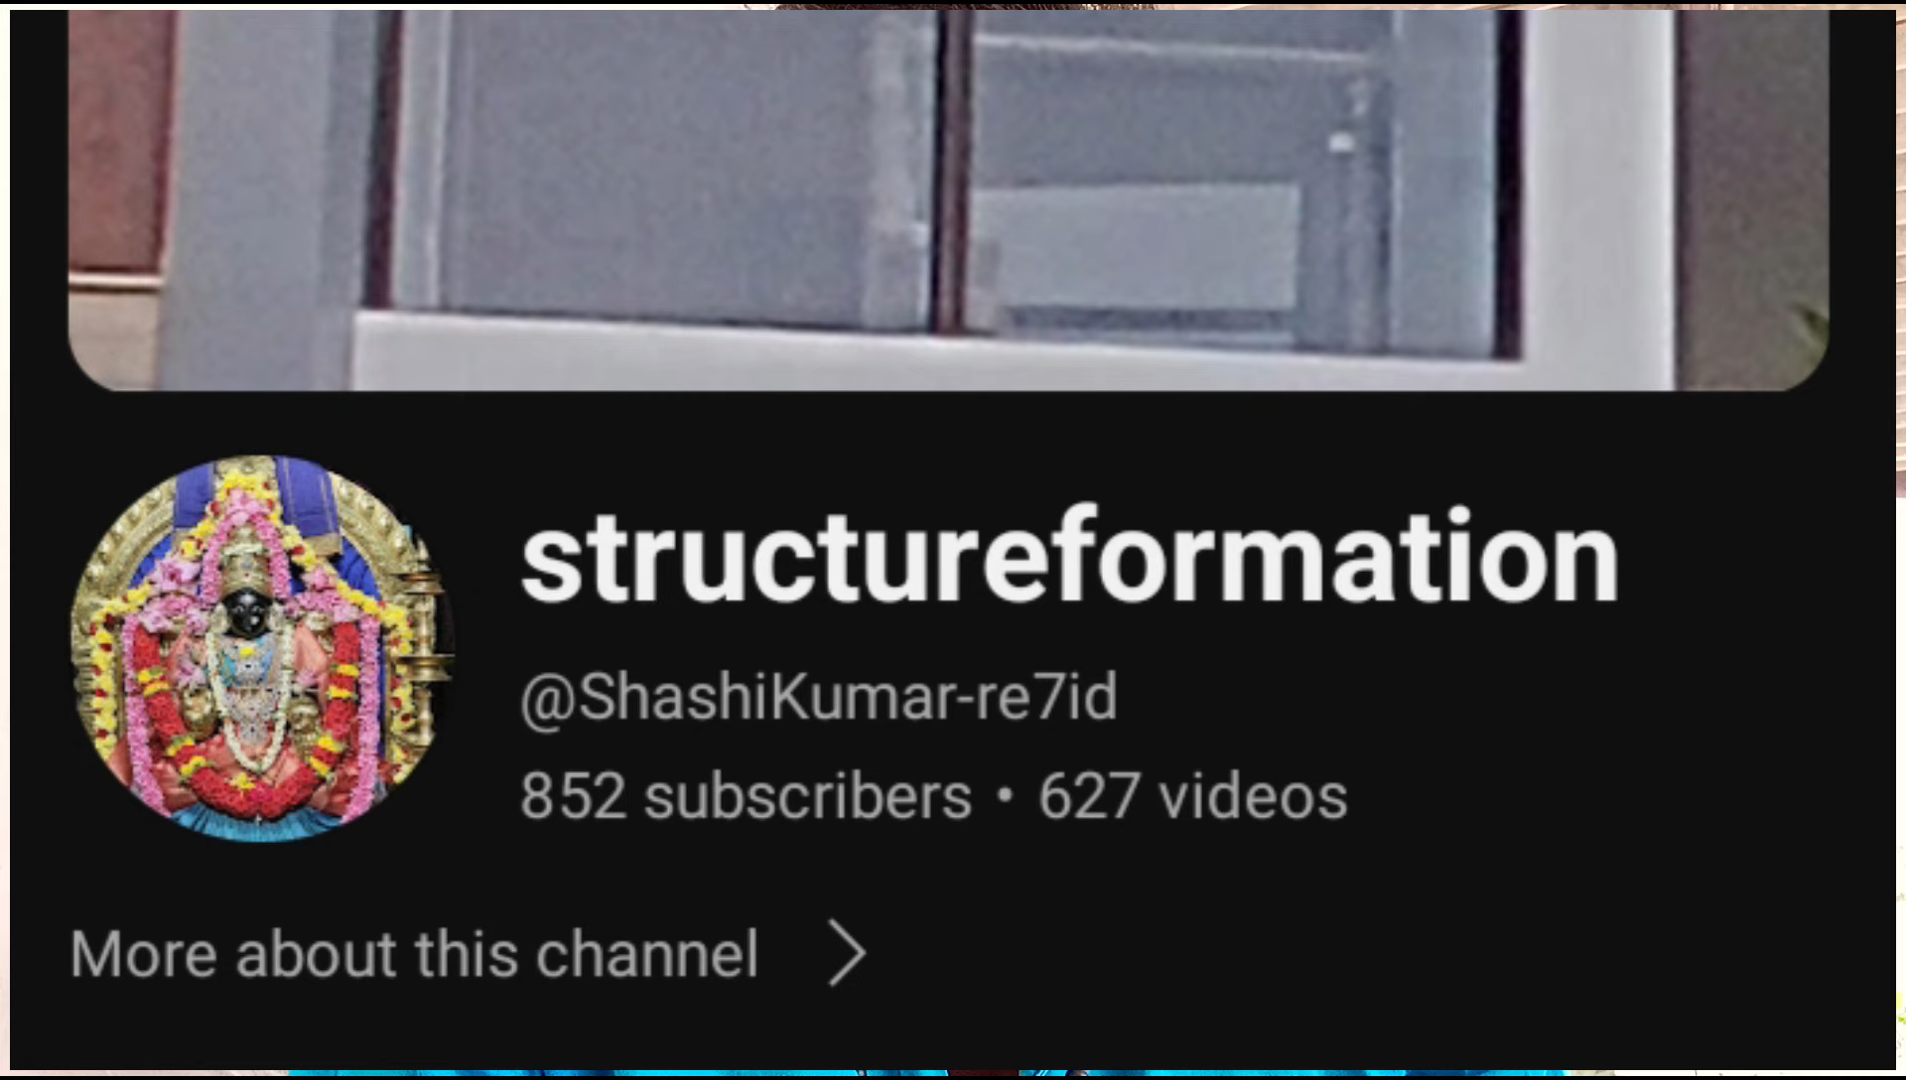 structureformation
@ShashiKumar-re7id
852 subscribers • 627 videos
More about this channel